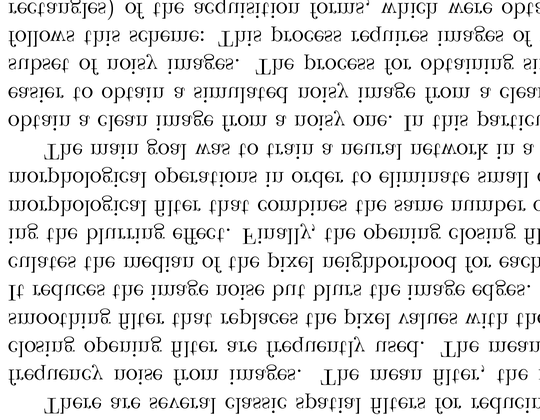 There are several classic spatial filters for reducin
frequency noise from images. The mean filter, the
closing opening filter are frequently used. The mean
smoothing filter that replaces the pixel values with the
It reduces the image noise but blurs the image edges.
culates the median of the pixel neighborhood for each
ing the blurring effect. Finally, the opening closing fil
morphological filter that combines the same number o
morphological operations in order to eliminate small
The main goal was to train a neural network in a
obtain a clean image from a noisy one. In this particu
easier to obtain a simulated noisy image from a clean
subset of noisy images. The process for obtaining si
follows this scheme: This process requires images of
rectangles) of the acquisition forms, which were obta